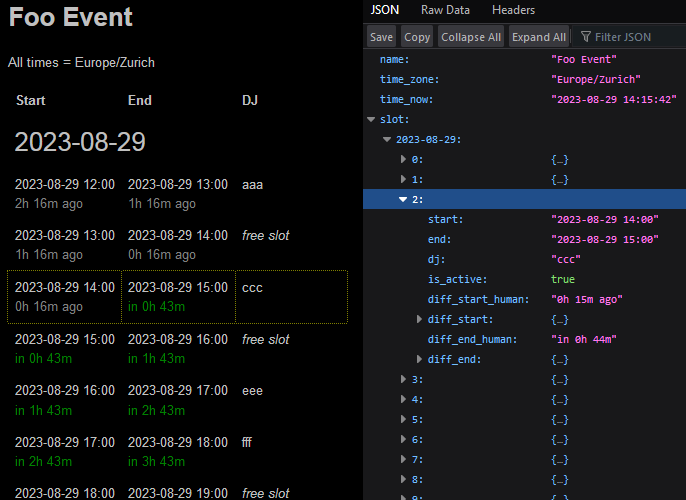 Foo Event
All times = Europe/Zurich
Start End DJ
2023-08-29
2023-08-29 12:00 2023-08-29 13:00 aaa
2h 16m ago 1h 16m ago
2023-08-29 13:00 2023-08-29 14:00 free slot
1h 16m ago 0h 16m ago
2023-08-29 14:00 2023-08-29 15:00 ccc
0h 16m ago in 0h 43m
2023-08-29 15:00 2023-08-29 16:00 free slot
in 0h 43m in 1h 43m
2023-08-29 16:00 2023-08-29 17:00 eee
in 1h 43m in 2h 43m
2023-08-29 17:00 2023-08-29 18:00 fff
in 2h 43m in 3h 43m
2023-08-29 18:00 2023-08-29 19:00 free slot
JSON Raw Data Headers
Save Copy Collapse All Expand All Filter JSON
name: "Foo Event"
time_zone: "Europe/Zurich"
time_now: "2023-08-29 14:15:42"
slot:
2023-08-29:
0: {…}
1: {…}
2:
start: "2023-08-29 14:00"
end: "2023-08-29 15:00"
dj: "ccc"
is_active: true
diff_start_human: "0h 15m ago"
diff_start: {…}
diff_end_human: "in 0h 44m"
diff_end: {…}
3: {…}
4: {…}
5: {…}
6: {…}
7: {…}
8: {…}
9: {…}